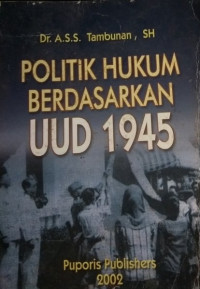 Dr. A.S.S. Tambunan, SH
POLITIK HUKUM
BERDASARKAN
UUD 1945
Puporis Publishers
2002